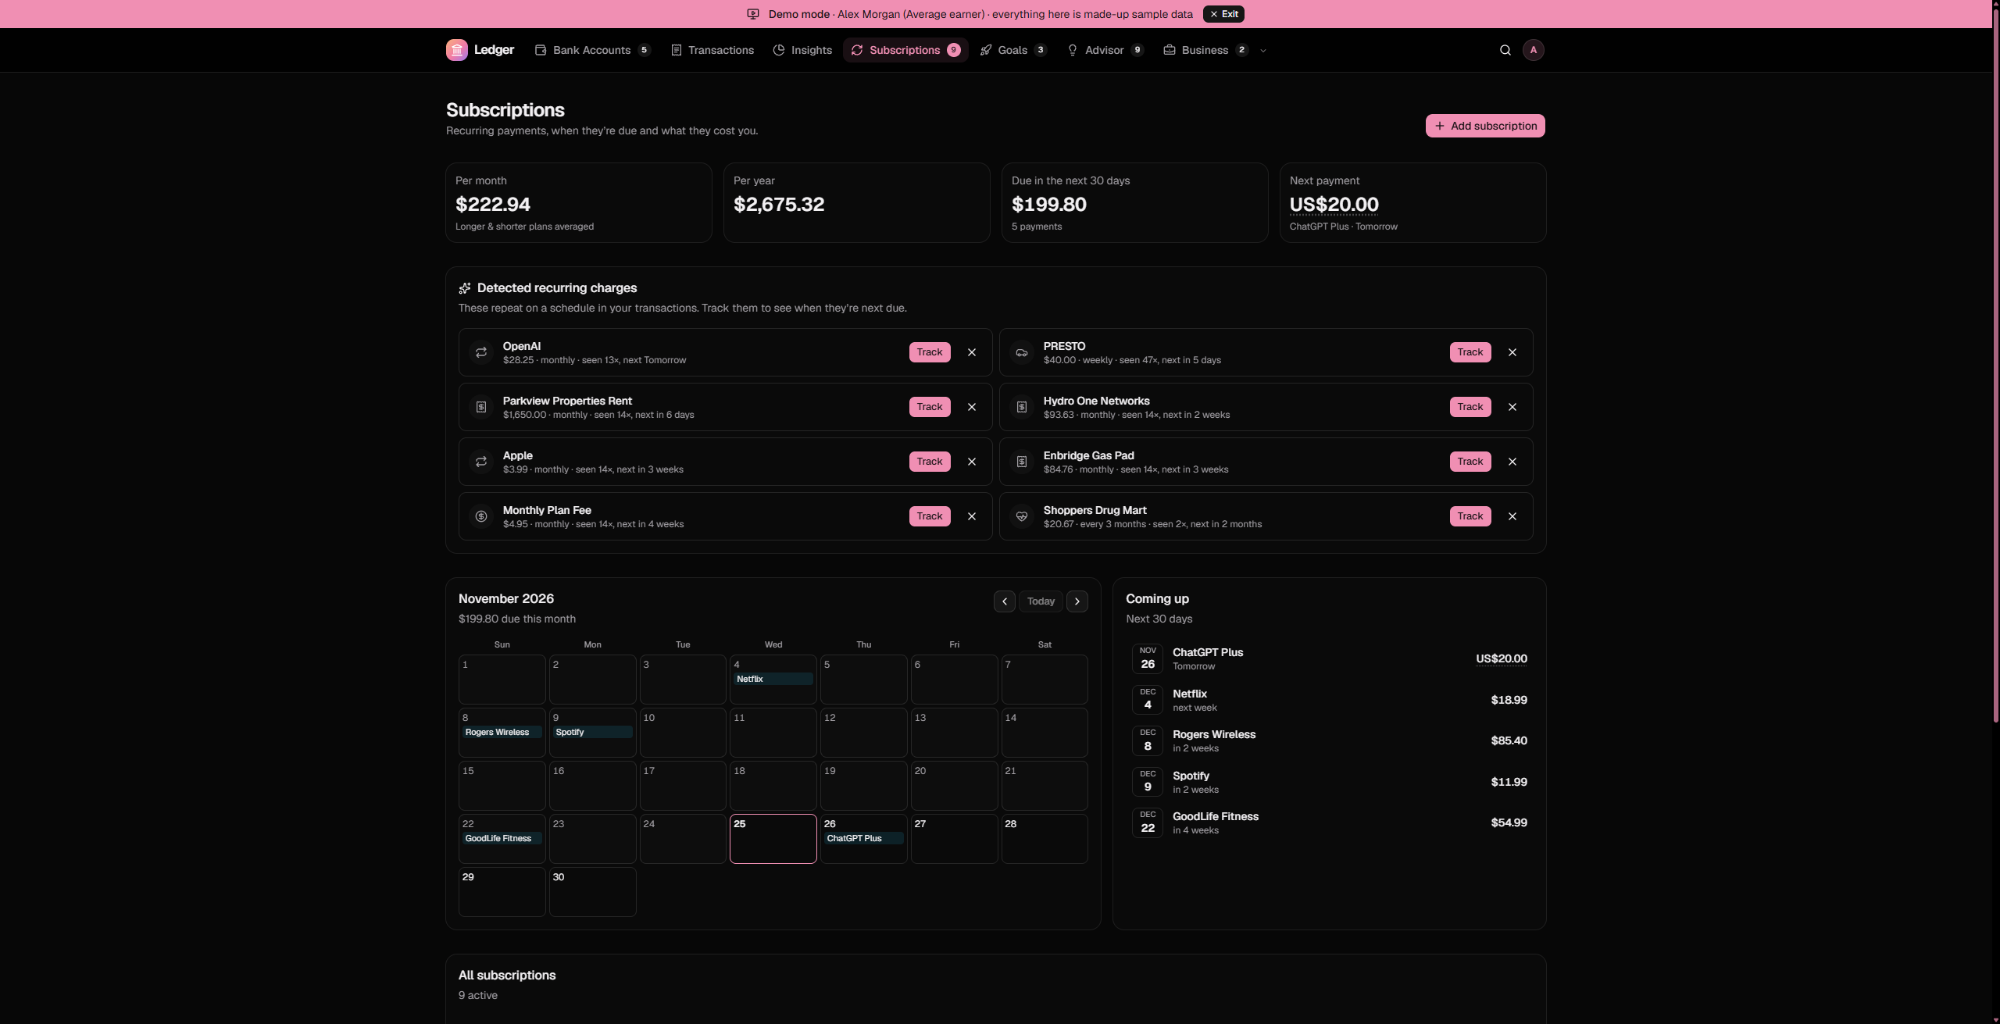 Demo mode · Alex Morgan (Average earner) · everything here is made-up sample data
Exit
Ledger
Bank Accounts 5
Transactions
Insights
Subscriptions 9
Goals 3
Advisor 9
Business 2
A
Subscriptions
Recurring payments, when they're due and what they cost you.
+ Add subscription
Per month
$222.94
Longer & shorter plans averaged
Per year
$2,675.32
Due in the next 30 days
$199.80
5 payments
Next payment
US$20.00
ChatGPT Plus · Tomorrow
Detected recurring charges
These repeat on a schedule in your transactions. Track them to see when they're next due.
OpenAI
$28.25 · monthly · seen 13×, next Tomorrow
Track
PRESTO
$40.00 · weekly · seen 47×, next in 5 days
Track
Parkview Properties Rent
$1,650.00 · monthly · seen 14×, next in 6 days
Track
Hydro One Networks
$93.63 · monthly · seen 14×, next in 2 weeks
Track
Apple
$3.99 · monthly · seen 14×, next in 3 weeks
Track
Enbridge Gas Pad
$84.76 · monthly · seen 14×, next in 3 weeks
Track
Monthly Plan Fee
$4.95 · monthly · seen 14×, next in 4 weeks
Track
Shoppers Drug Mart
$20.67 · every 3 months · seen 2×, next in 2 months
Track
November 2026
$199.80 due this month
Today
Sun Mon Tue Wed Thu Fri Sat
1 2 3 4 5 6 7
Netflix
8 9 10 11 12 13 14
Rogers Wireless Spotify
15 16 17 18 19 20 21
22 23 24 25 26 27 28
GoodLife Fitness ChatGPT Plus
29 30
Coming up
Next 30 days
NOV
26
ChatGPT Plus
Tomorrow
US$20.00
DEC
4
Netflix
next week
$18.99
DEC
8
Rogers Wireless
in 2 weeks
$85.40
DEC
9
Spotify
in 2 weeks
$11.99
DEC
22
GoodLife Fitness
in 4 weeks
$54.99
All subscriptions
9 active